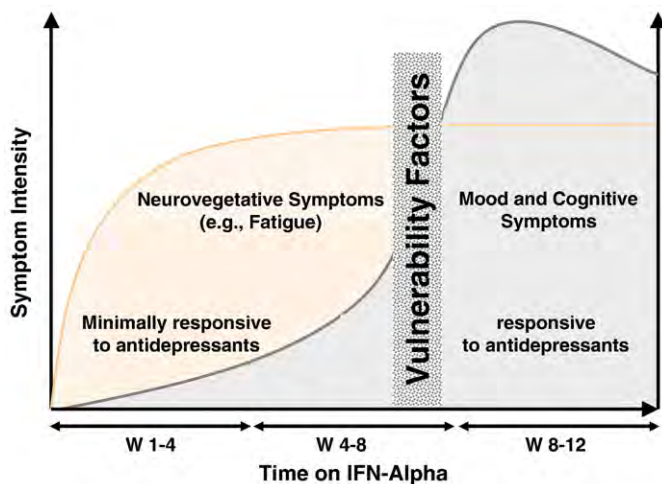 Symptom Intensity
Neurovegetative Symptoms
(e.g., Fatigue)
Minimally responsive
to antidepressants
Vulnerability Factors
Mood and Cognitive
Symptoms
responsive
to antidepressants
W 1-4
W 4-8
W 8-12
Time on IFN-Alpha